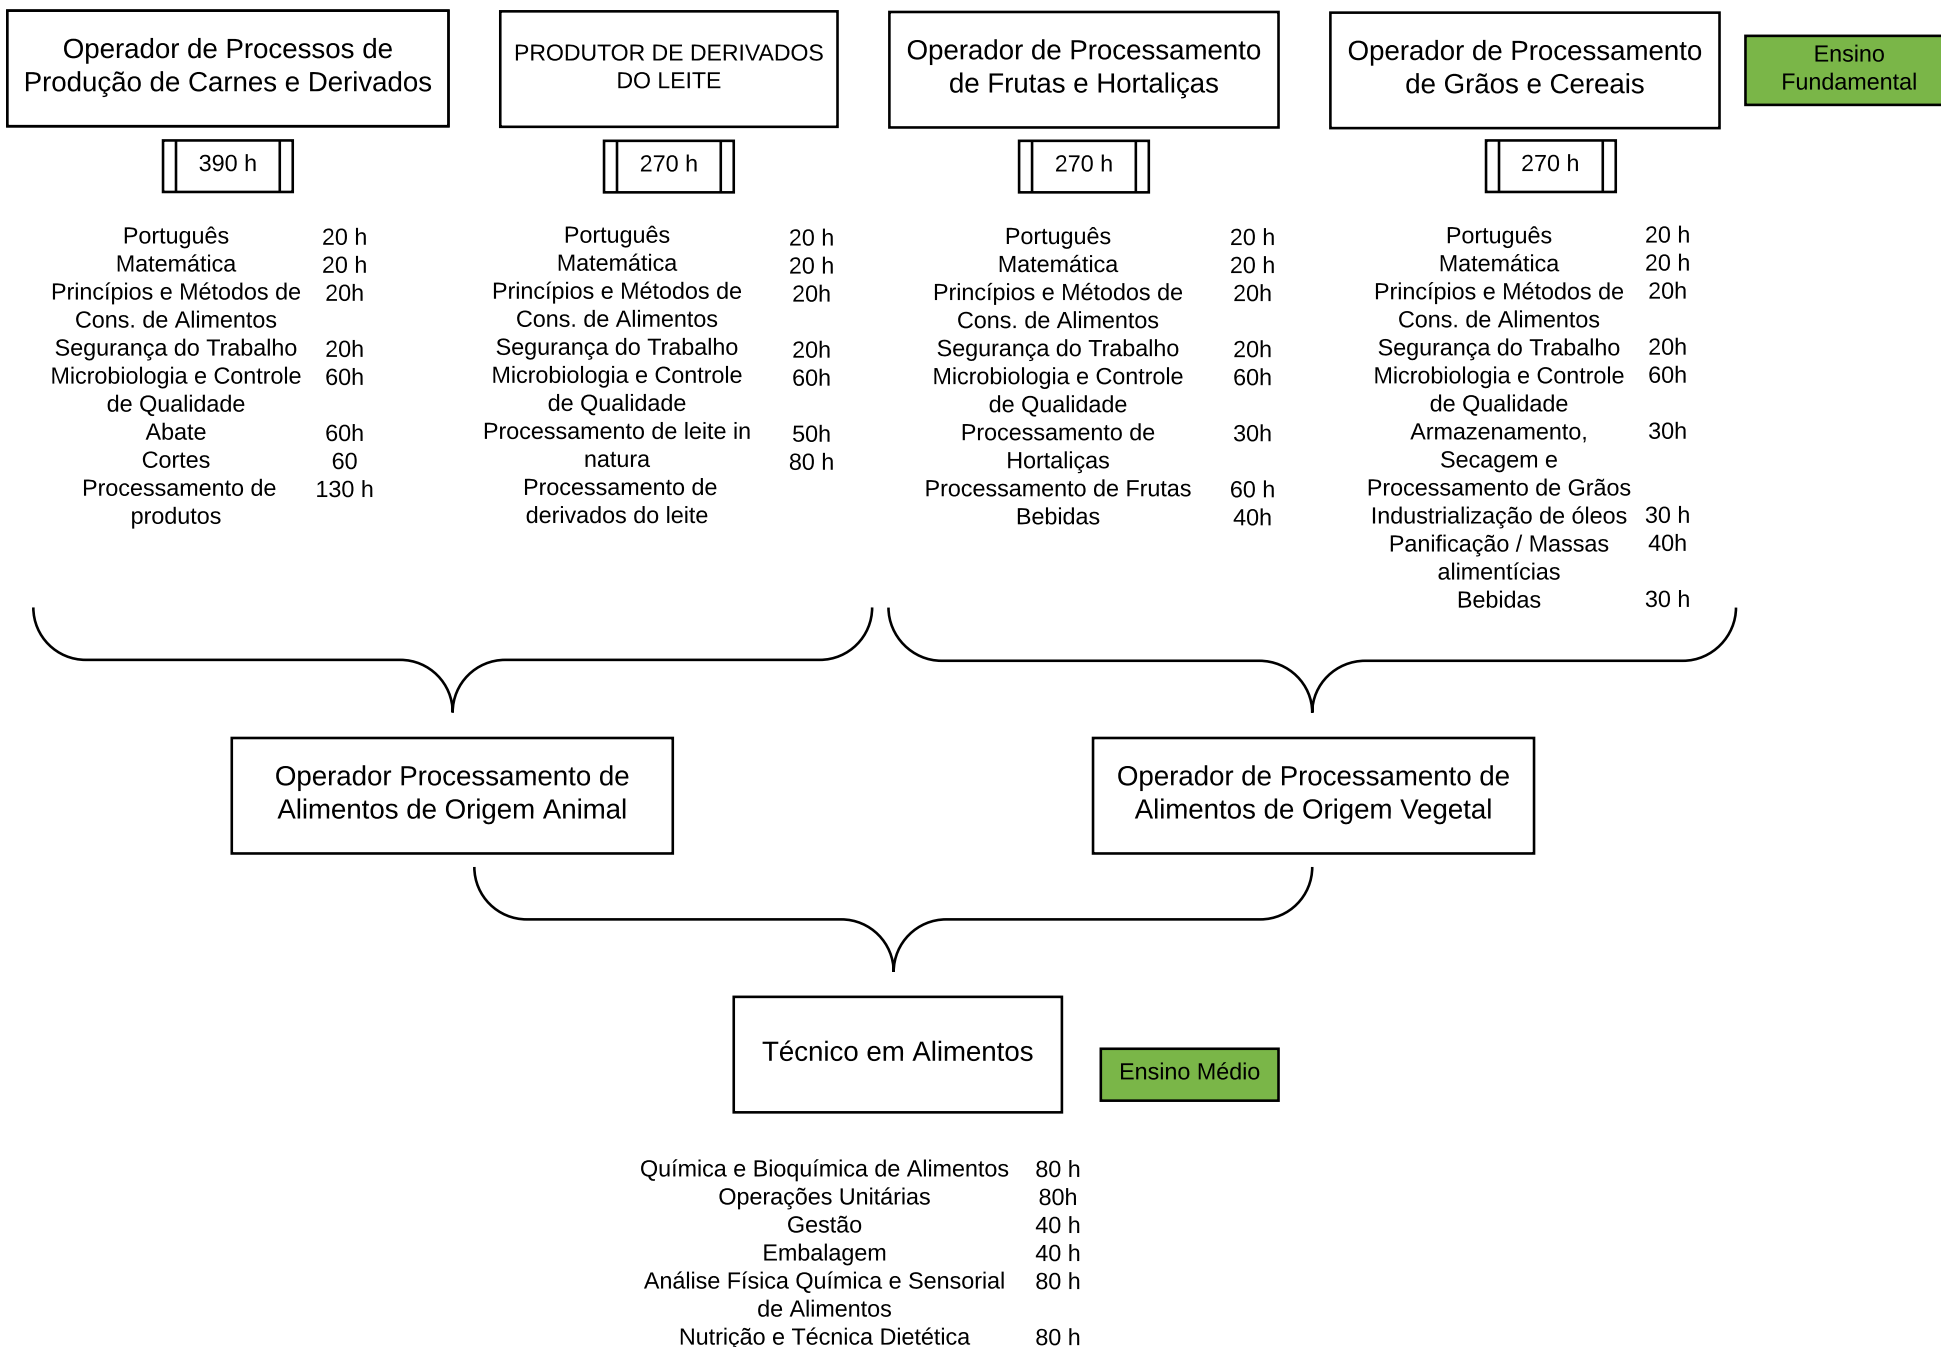 Operador de Processos de
Produção de Carnes e Derivados
390 h
Português 20 h
Matemática 20 h
Princípios e Métodos de 20h
Cons. de Alimentos
Segurança do Trabalho 20h
Microbiologia e Controle 60h
de Qualidade
Abate 60h
Cortes 60
Processamento de 130 h
produtos
PRODUTOR DE DERIVADOS
DO LEITE
270 h
Português 20 h
Matemática 20 h
Princípios e Métodos de 20h
Cons. de Alimentos
Segurança do Trabalho 20h
Microbiologia e Controle 60h
de Qualidade
Processamento de leite in 50h
natura 80 h
Processamento de
derivados do leite
Operador de Processamento
de Frutas e Hortaliças
270 h
Português 20 h
Matemática 20 h
Princípios e Métodos de 20h
Cons. de Alimentos
Segurança do Trabalho 20h
Microbiologia e Controle 60h
de Qualidade
Processamento de 30h
Hortaliças
Processamento de Frutas 60 h
Bebidas 40h
Operador de Processamento
de Grãos e Cereais
270 h
Português 20 h
Matemática 20 h
Princípios e Métodos de 20h
Cons. de Alimentos
Segurança do Trabalho 20h
Microbiologia e Controle 60h
de Qualidade
Armazenamento, 30h
Secagem e
Processamento de Grãos
Industrialização de óleos 30 h
Panificação / Massas 40h
alimentícias
Bebidas 30 h
Ensino
Fundamental
Operador Processamento de
Alimentos de Origem Animal
Operador de Processamento de
Alimentos de Origem Vegetal
Técnico em Alimentos
Ensino Médio
Química e Bioquímica de Alimentos 80 h
Operações Unitárias 80h
Gestão 40 h
Embalagem 40 h
Análise Física Química e Sensorial 80 h
de Alimentos
Nutrição e Técnica Dietética 80 h